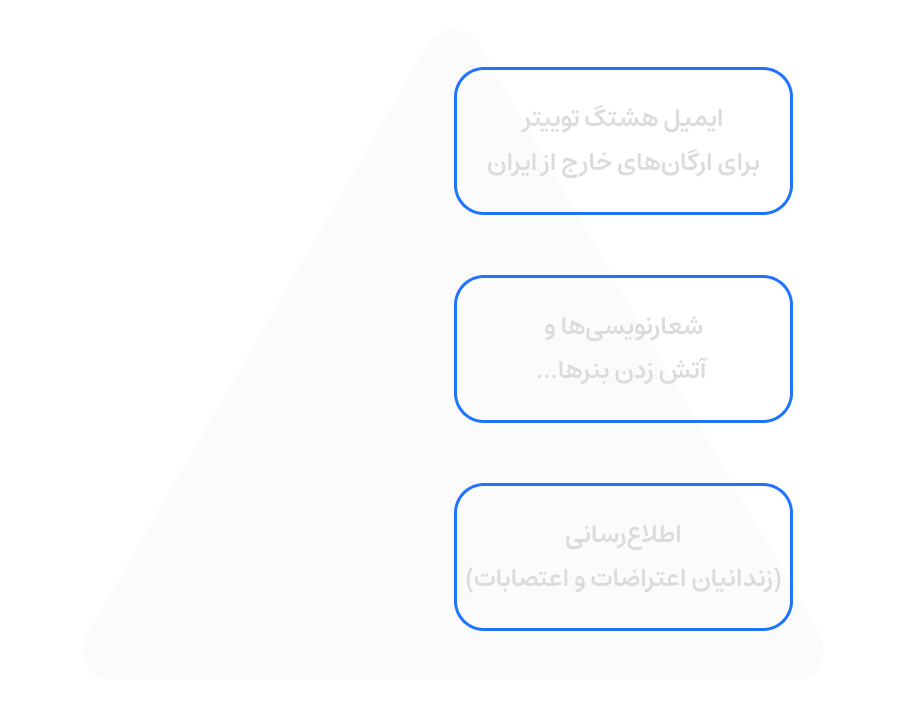 ایمیل هشتگ توییتر
برای ارگان‌های خارج از ایران
شعارنویسی‌ها و
آتش زدن بنرها...
اطلاع‌رسانی
(زندانیان اعتراضات و اعتصابات)